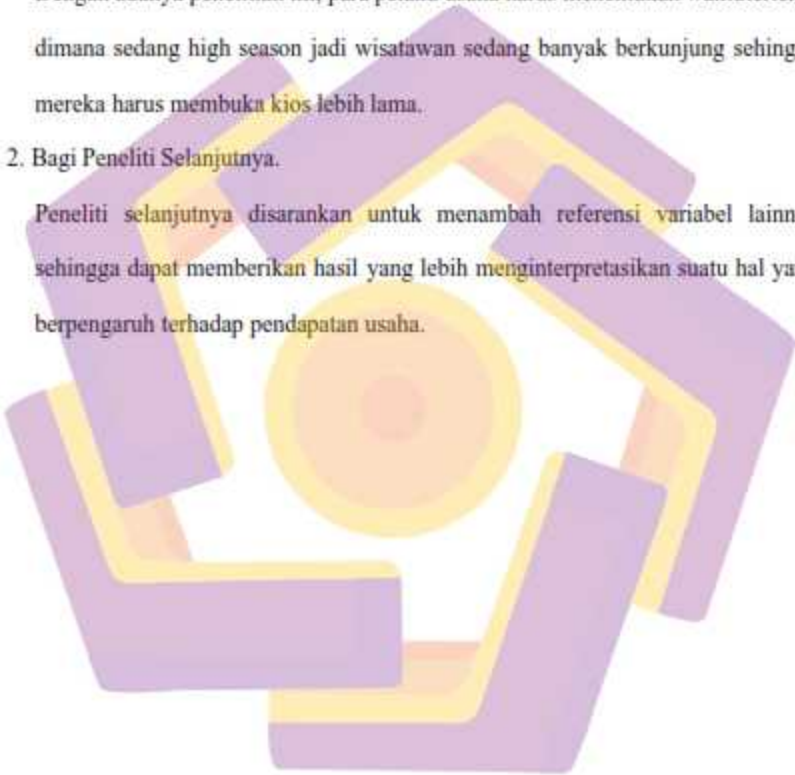 dimana sedang high season jadi wisatawan sedang banyak berkunjung sehing
mereka harus membuka kios lebih lama.
2. Bagi Peneliti Selanjutnya.
Peneliti selanjutnya disarankan untuk menambah referensi variabel lainn
sehingga dapat memberikan hasil yang lebih menginterpretasikan suatu hal ya
berpengaruh terhadap pendapatan usaha.